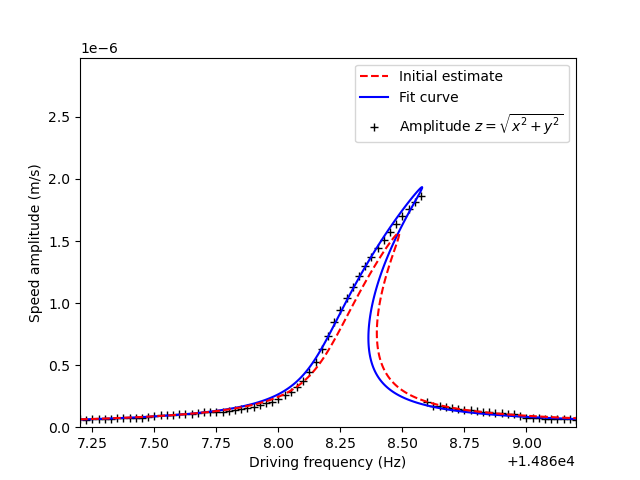 1e−6
Initial estimate
Fit curve
Amplitude z = √x² + y²
2.5
2.0
1.5
1.0
0.5
0.0
Speed amplitude (m/s)
7.25 7.50 7.75 8.00 8.25 8.50 8.75 9.00
Driving frequency (Hz)
+1.486e4